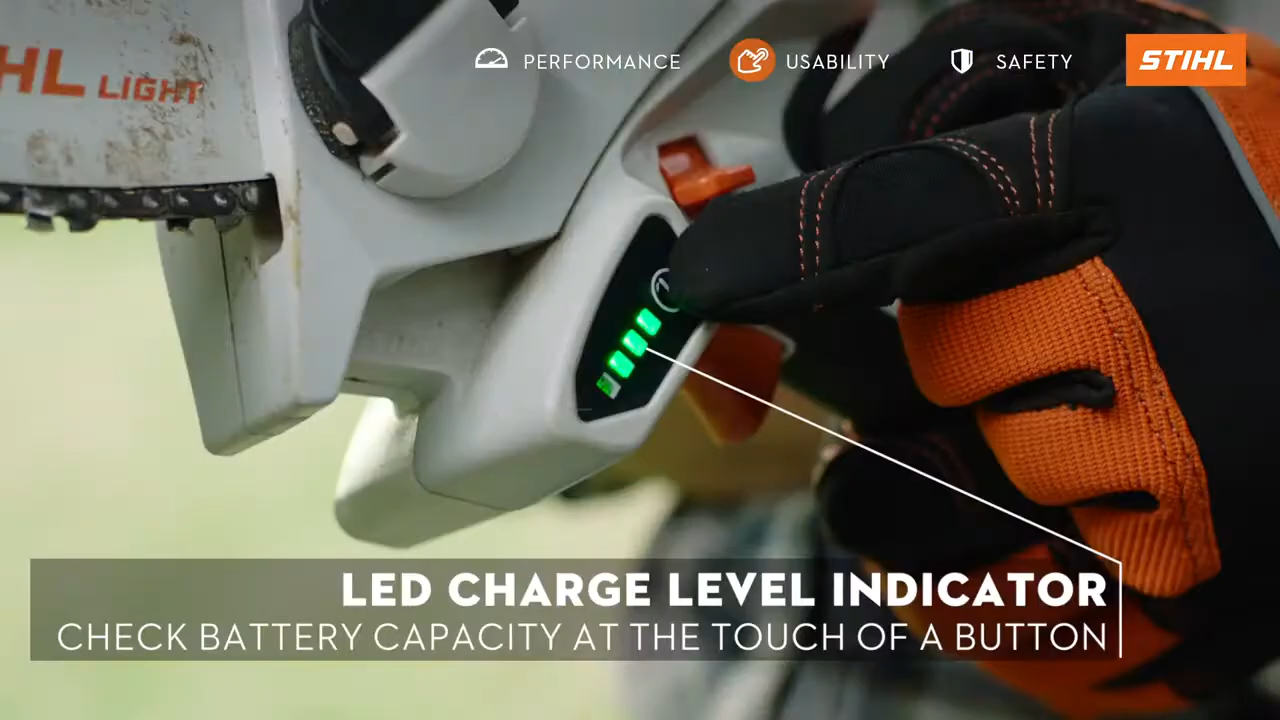 PERFORMANCE
USABILITY
SAFETY
STIHL
HL LIGHT
LED CHARGE LEVEL INDICATOR
CHECK BATTERY CAPACITY AT THE TOUCH OF A BUTTON